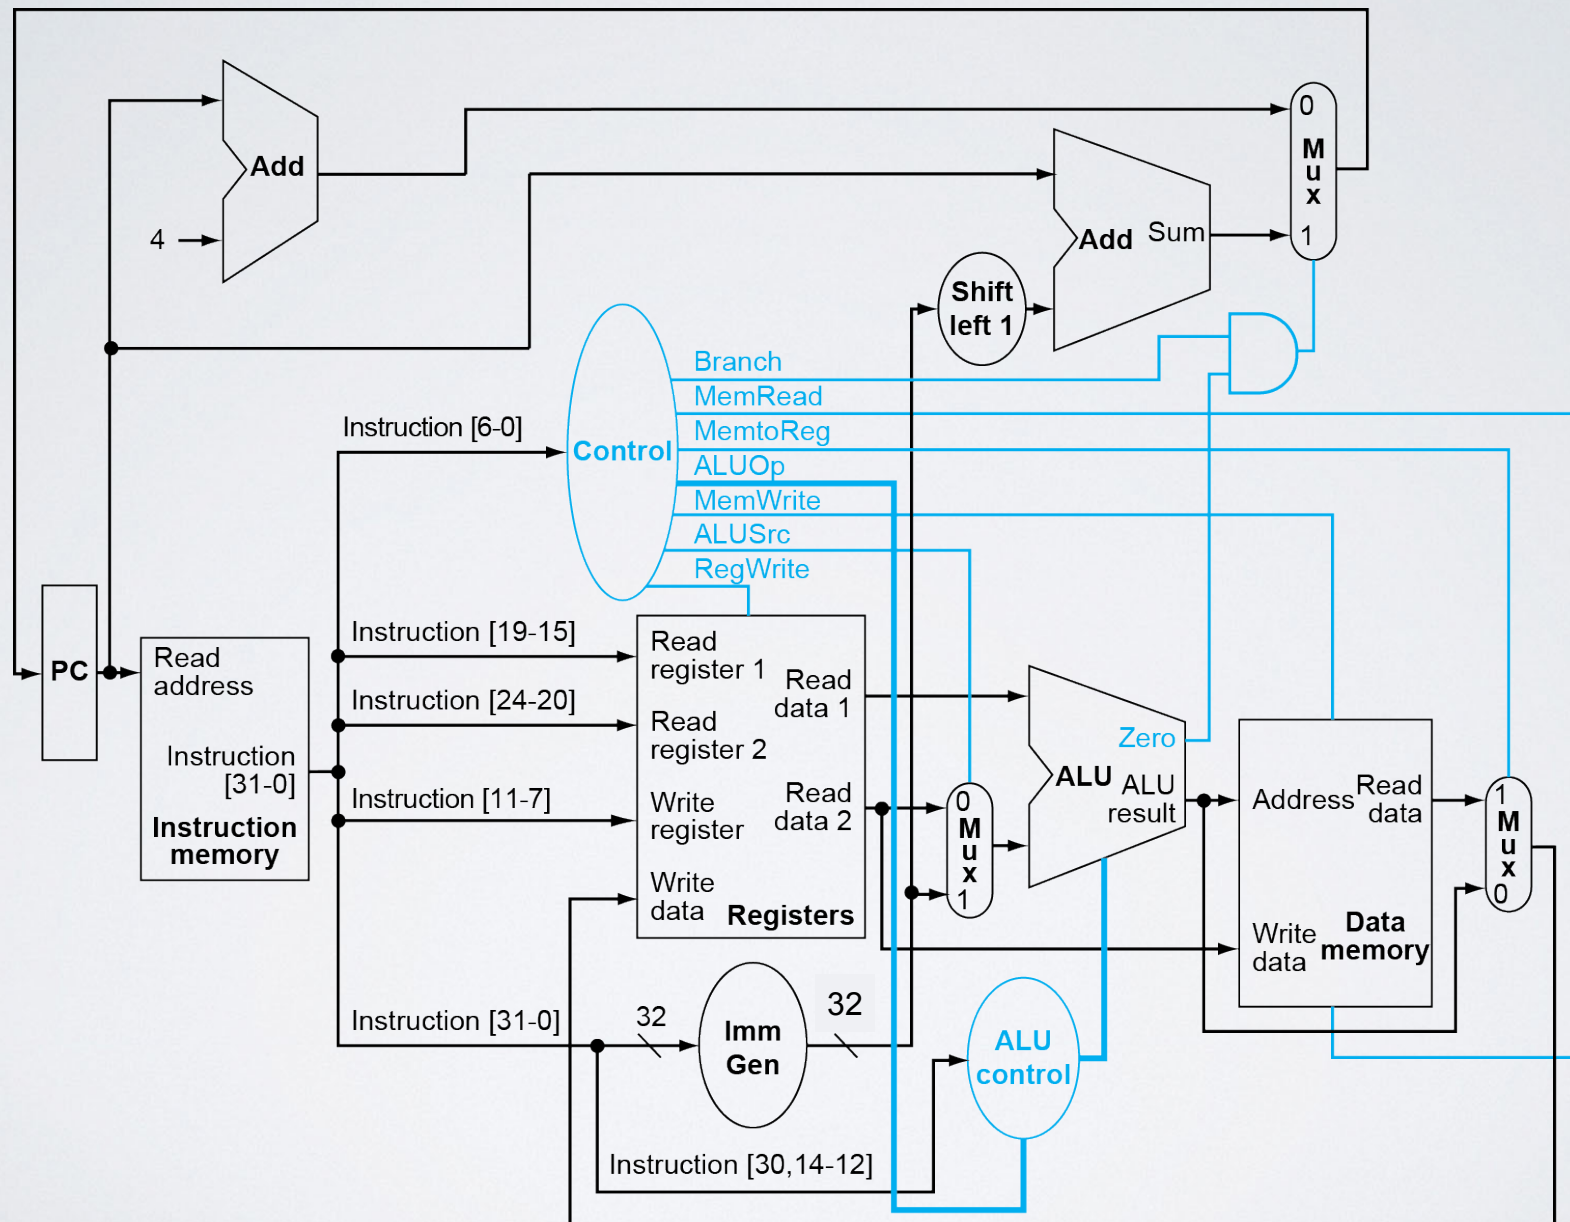 0
M
u
x
1
Add
4
Add
Sum
Shift
left 1
Branch
MemRead
MemtoReg
ALUOp
MemWrite
ALUSrc
RegWrite
Control
Instruction [6-0]
Instruction [19-15]
Instruction [24-20]
Instruction [11-7]
Instruction [31-0]
PC
Read
address
Instruction
[31-0]
Instruction
memory
Read
register 1
Read
register 2
Write
register
Write
data
Read
data 1
Read
data 2
Registers
0
M
u
x
1
Zero
ALU
ALU
result
Address
Read
data
Write
data
Data
memory
1
M
u
x
0
32
Imm
Gen
32
ALU
control
Instruction [30,14-12]